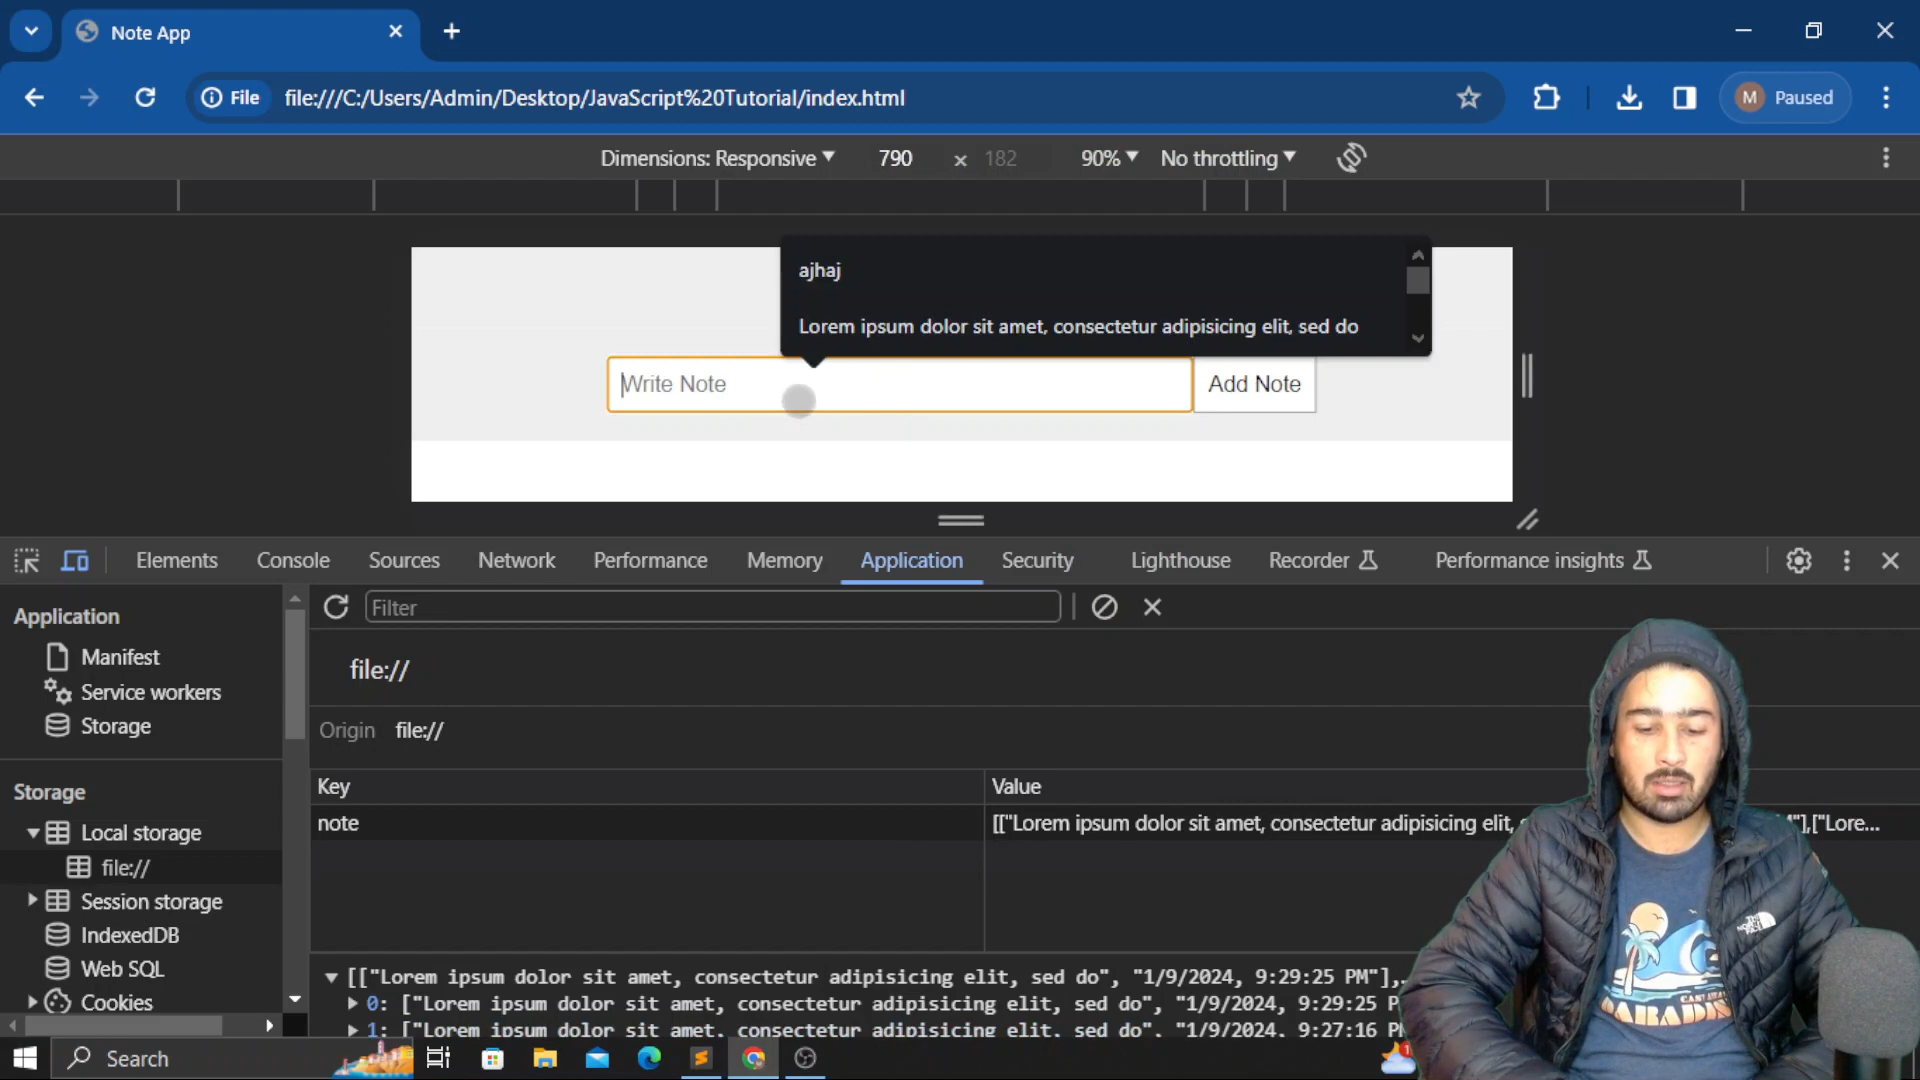 Note App
File
file:///C:/Users/Admin/Desktop/JavaScript%20Tutorial/index.html
M
Paused
Dimensions: Responsive
790
×
182
90%
No throttling
ajhaj
Lorem ipsum dolor sit amet, consectetur adipisicing elit, sed do
Write Note
Add Note
Elements
Console
Sources
Network
Performance
Memory
Application
Security
Lighthouse
Recorder
Performance insights
Application
Manifest
Service workers
Storage
Storage
Local storage
file://
Session storage
IndexedDB
Web SQL
Cookies
Filter
file://
Origin file://
Key
Value
note
[["Lorem ipsum dolor sit amet, consectetur adipisicing elit,
"],["Lore...
[["Lorem ipsum dolor sit amet, consectetur adipisicing elit, sed do", "1/9/2024, 9:29:25 PM"],
0: ["Lorem ipsum dolor sit amet, consectetur adipisicing elit, sed do", "1/9/2024, 9:29:25
1: ["Lorem ipsum dolor sit amet, consectetur adipisicing elit, sed do", "1/9/2024, 9:27:16 PM
THE NORTH FACE
Search
1